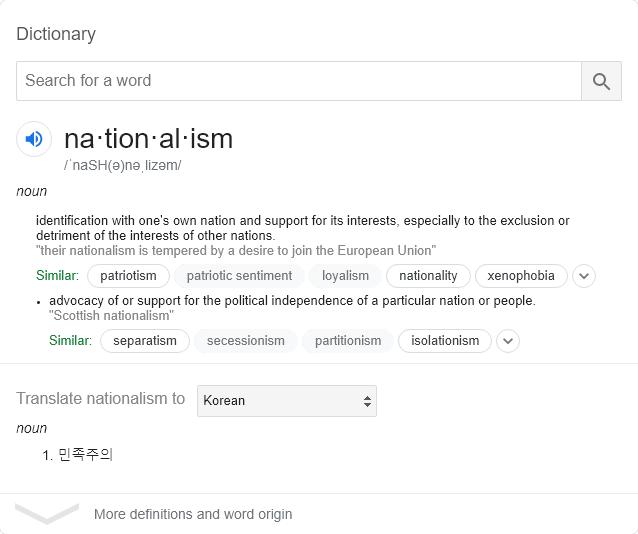 Dictionary
Search for a word
na·tion·al·ism
/ˈnaSH(ə)nəˌlizəm/
noun
identification with one's own nation and support for its interests, especially to the exclusion or
detriment of the interests of other nations.
"their nationalism is tempered by a desire to join the European Union"
Similar: patriotism patriotic sentiment loyalism nationality xenophobia
• advocacy of or support for the political independence of a particular nation or people.
"Scottish nationalism"
Similar: separatism secessionism partitionism isolationism
Translate nationalism to Korean
noun
1. 민족주의
More definitions and word origin